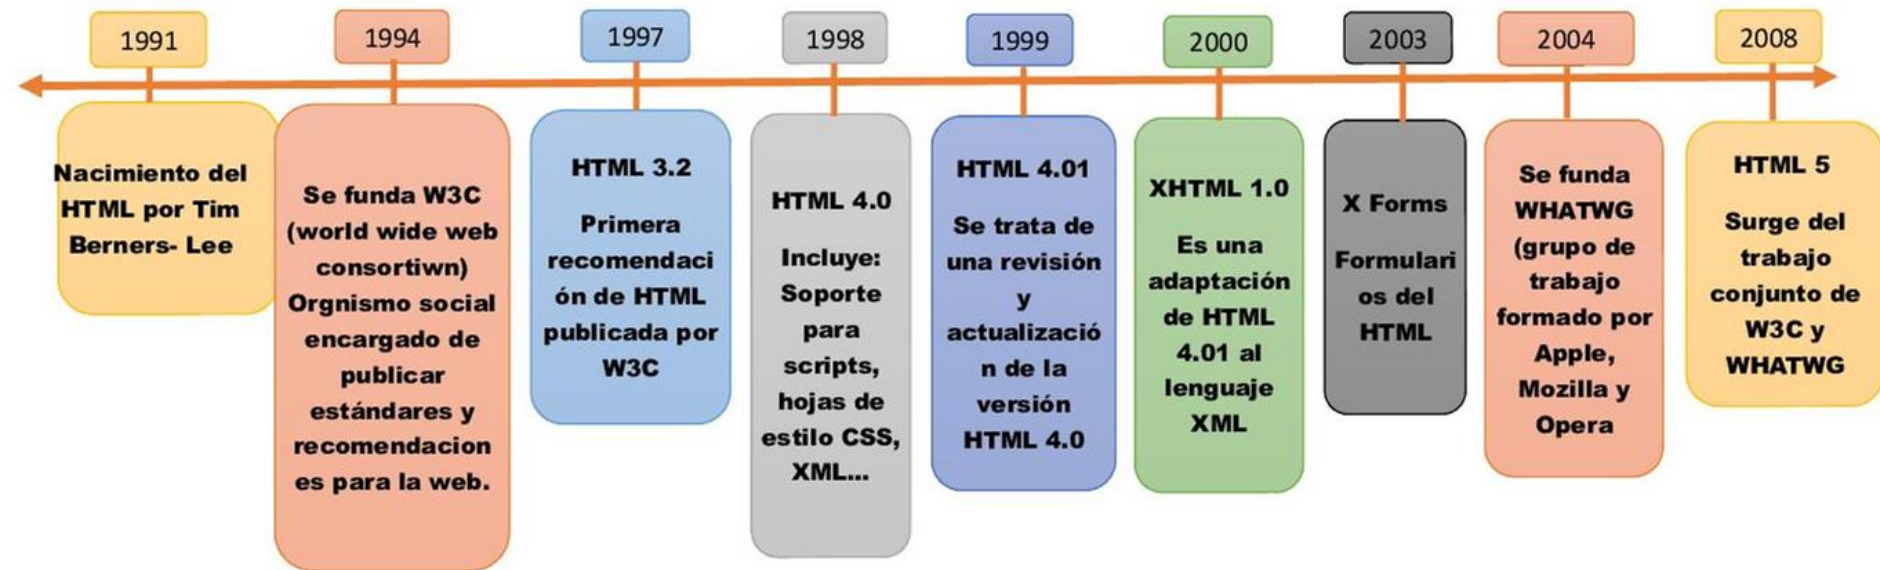 1991
1994
1997
1998
1999
2000
2003
2004
2008
Nacimiento del
HTML por Tim
Berners- Lee
Se funda W3C
(world wide web
consortiwn)
Orgnismo social
encargado de
publicar
estándares y
recomendacion
es para la web.
HTML 3.2
Primera
recomendaci
ón de HTML
publicada por
W3C
HTML 4.0
Incluye:
Soporte
para
scripts,
hojas de
estilo CSS,
XML...
HTML 4.01
Se trata de
una revisión
y
actualizació
n de la
versión
HTML 4.0
XHTML 1.0
Es una
adaptación
de HTML
4.01 al
lenguaje
XML
X Forms
Formulari
os del
HTML
Se funda
WHATWG
(grupo de
trabajo
formado por
Apple,
Mozilla y
Opera
HTML 5
Surge del
trabajo
conjunto de
W3C y
WHATWG